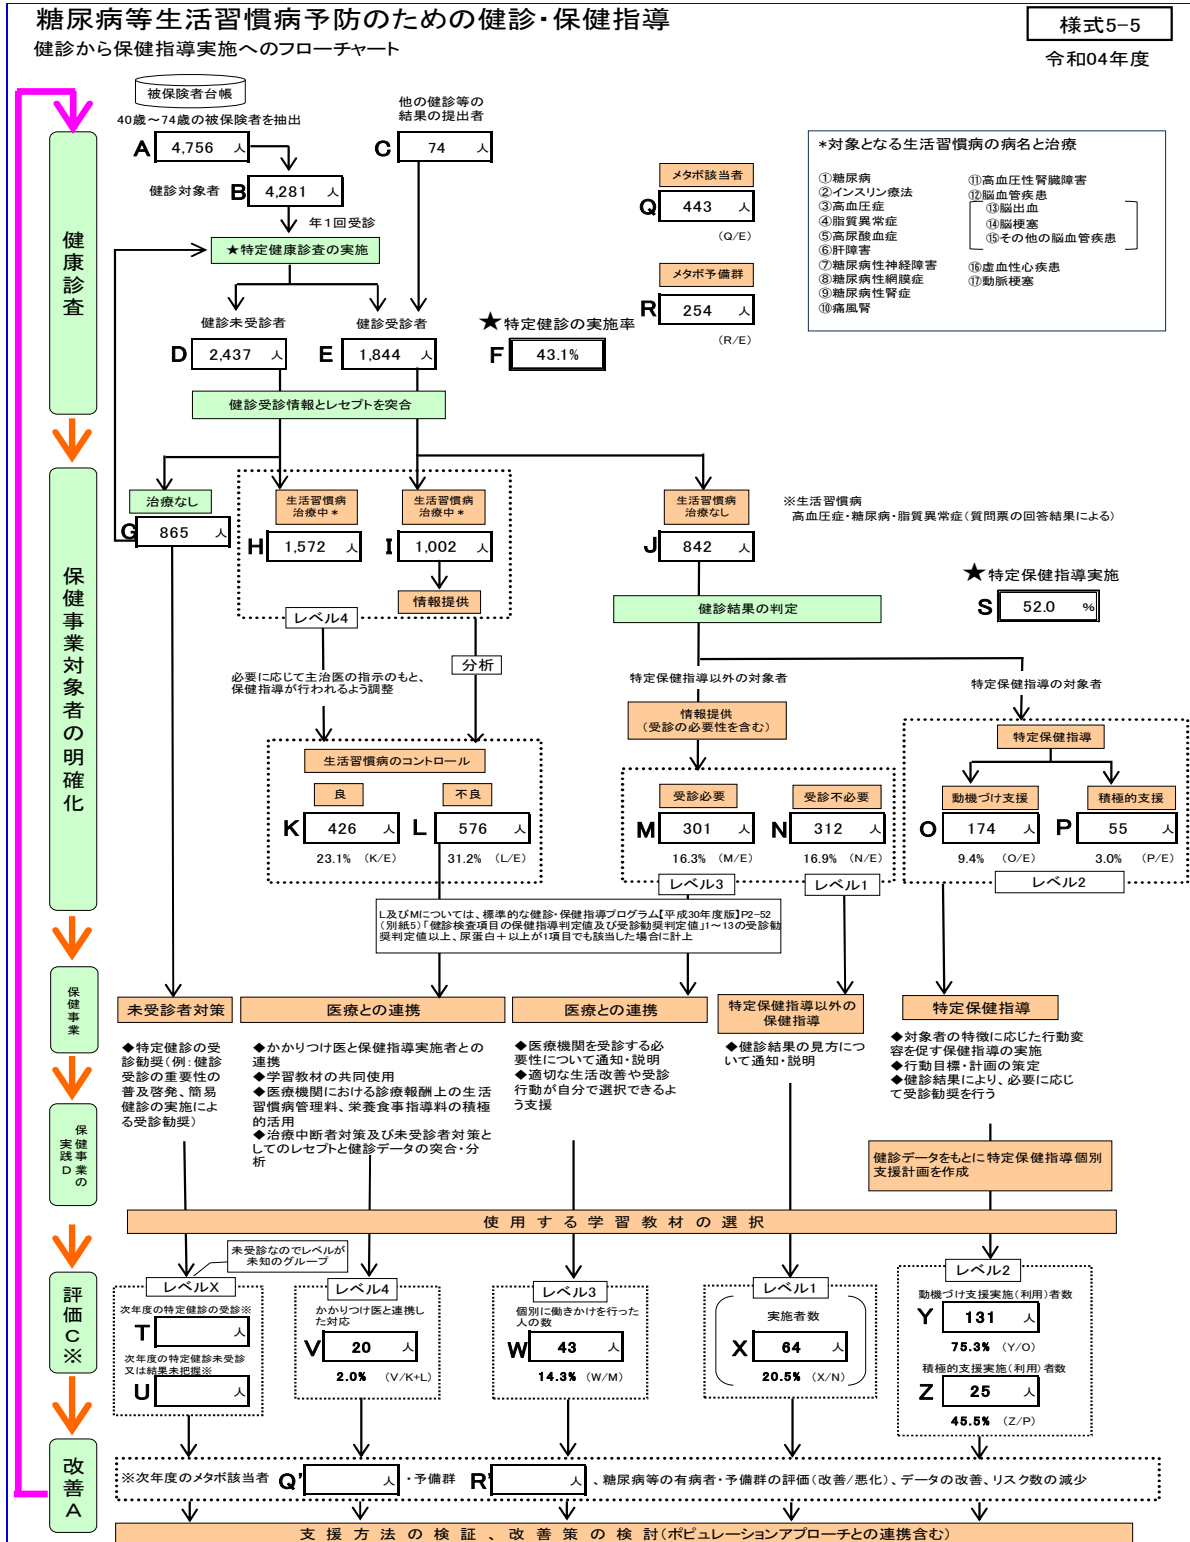 糖尿病等生活習慣病予防のための健診・保健指導
健診から保健指導実施へのフローチャート
様式5-5
令和04年度
被保険者台帳
40歳～74歳の被保険者を抽出
A 4,756 人
他の健診等の
結果の提出者
C 74 人
健診対象者 B 4,281 人
年1回受診
★特定健康診査の実施
健診未受診者
D 2,437 人
健診受診者
E 1,844 人
★特定健診の実施率
F 43.1%
メタボ該当者
Q 443 人
(Q/E)
メタボ予備群
R 254 人
(R/E)
*対象となる生活習慣病の病名と治療
①糖尿病
②インスリン療法
③高血圧症
④脂質異常症
⑤高尿酸血症
⑥肝障害
⑦糖尿病性神経障害
⑧糖尿病性網膜症
⑨糖尿病性腎症
⑩痛風腎
⑪高血圧性腎臓障害
⑫脳血管疾患
⑬脳出血
⑭脳梗塞
⑮その他の脳血管疾患
⑯虚血性心疾患
⑰動脈梗塞
健康診査
健診受診情報とレセプトを突合
治療なし
G 865 人
生活習慣病
治療中*
H 1,572 人
生活習慣病
治療中*
I 1,002 人
情報提供
レベル4
生活習慣病
治療なし
J 842 人
※生活習慣病
高血圧症・糖尿病・脂質異常症(質問票の回答結果による)
★特定保健指導実施
S 52.0 %
健診結果の判定
保健事業対象者の明確化
必要に応じて主治医の指示のもと、
保健指導が行われるよう調整
分析
特定保健指導以外の対象者
特定保健指導の対象者
情報提供
(受診の必要性を含む)
生活習慣病のコントロール
良
K 426 人
23.1% (K/E)
不良
L 576 人
31.2% (L/E)
受診必要
M 301 人
16.3% (M/E)
レベル3
受診不必要
N 312 人
16.9% (N/E)
レベル1
特定保健指導
動機づけ支援
O 174 人
9.4% (O/E)
積極的支援
P 55 人
3.0% (P/E)
レベル2
L及びMについては、標準的な健診・保健指導プログラム【平成30年度版】P2-52
(別紙5)「健診検査項目の保健指導判定値及び受診勧奨判定値」1～13の受診勧
奨判定値以上、尿蛋白＋以上が1項目でも該当した場合に計上
保健事業
未受診者対策
医療との連携
医療との連携
特定保健指導以外の
保健指導
特定保健指導
◆特定健診の受
診勧奨(例:健診
受診の重要性の
普及啓発、簡易
健診の実施によ
る受診勧奨)
◆かかりつけ医と保健指導実施者との
連携
◆学習教材の共同使用
◆医療機関における診療報酬上の生活
習慣病管理料、栄養食事指導料の積極
的活用
◆治療中断者対策及び未受診者対策と
してのレセプトと健診データの突合・分
析
◆医療機関を受診する必
要性について通知・説明
◆適切な生活改善や受診
行動が自分で選択できるよ
う支援
◆健診結果の見方につ
いて通知・説明
◆対象者の特徴に応じた行動変
容を促す保健指導の実施
◆行動目標・計画の策定
◆健診結果により、必要に応じ
て受診勧奨を行う
保健事業の
実践D
健診データをもとに特定保健指導個別
支援計画を作成
使用する学習教材の選択
未受診なのでレベルが
未知のグループ
評価C※
レベルX
次年度の特定健診の受診※
T 人
次年度の特定健診未受診
又は結果未把握※
U 人
レベル4
かかりつけ医と連携し
た対応
V 20 人
2.0% (V/K+L)
レベル3
個別に働きかけを行った
人の数
W 43 人
14.3% (W/M)
レベル1
実施者数
X 64 人
20.5% (X/N)
レベル2
動機づけ支援実施(利用)者数
Y 131 人
75.3% (Y/O)
積極的支援実施(利用)者数
Z 25 人
45.5% (Z/P)
改善A
※次年度のメタボ該当者 Q' 人 ・予備群 R' 人 、糖尿病等の有病者・予備群の評価(改善/悪化)、データの改善、リスク数の減少
支援方法の検証、改善策の検討(ポピュレーションアプローチとの連携含む)